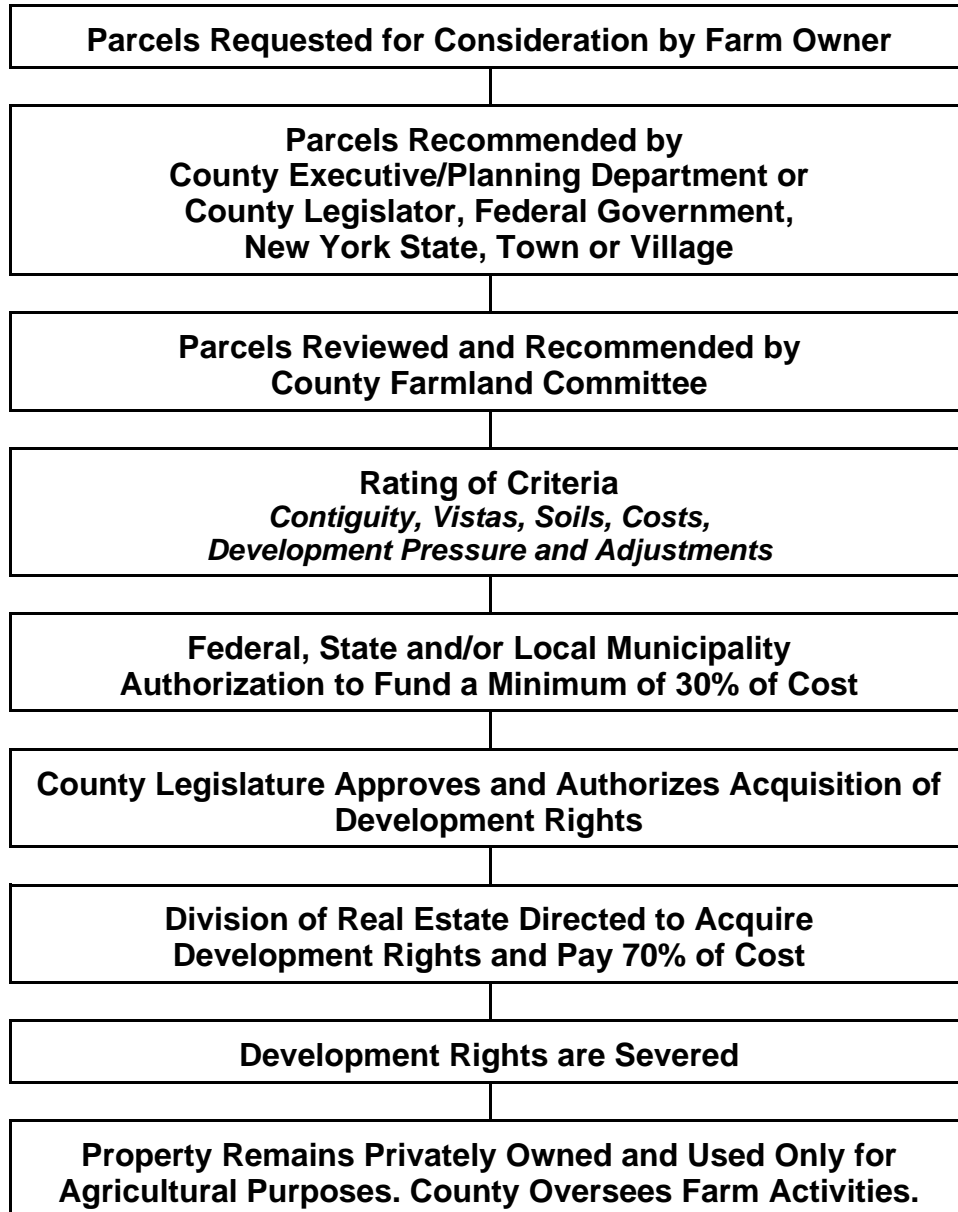 Parcels Requested for Consideration by Farm Owner
Parcels Recommended by
County Executive/Planning Department or
County Legislator, Federal Government,
New York State, Town or Village
Parcels Reviewed and Recommended by
County Farmland Committee
Rating of Criteria
Contiguity, Vistas, Soils, Costs,
Development Pressure and Adjustments
Federal, State and/or Local Municipality
Authorization to Fund a Minimum of 30% of Cost
County Legislature Approves and Authorizes Acquisition of
Development Rights
Division of Real Estate Directed to Acquire
Development Rights and Pay 70% of Cost
Development Rights are Severed
Property Remains Privately Owned and Used Only for
Agricultural Purposes. County Oversees Farm Activities.